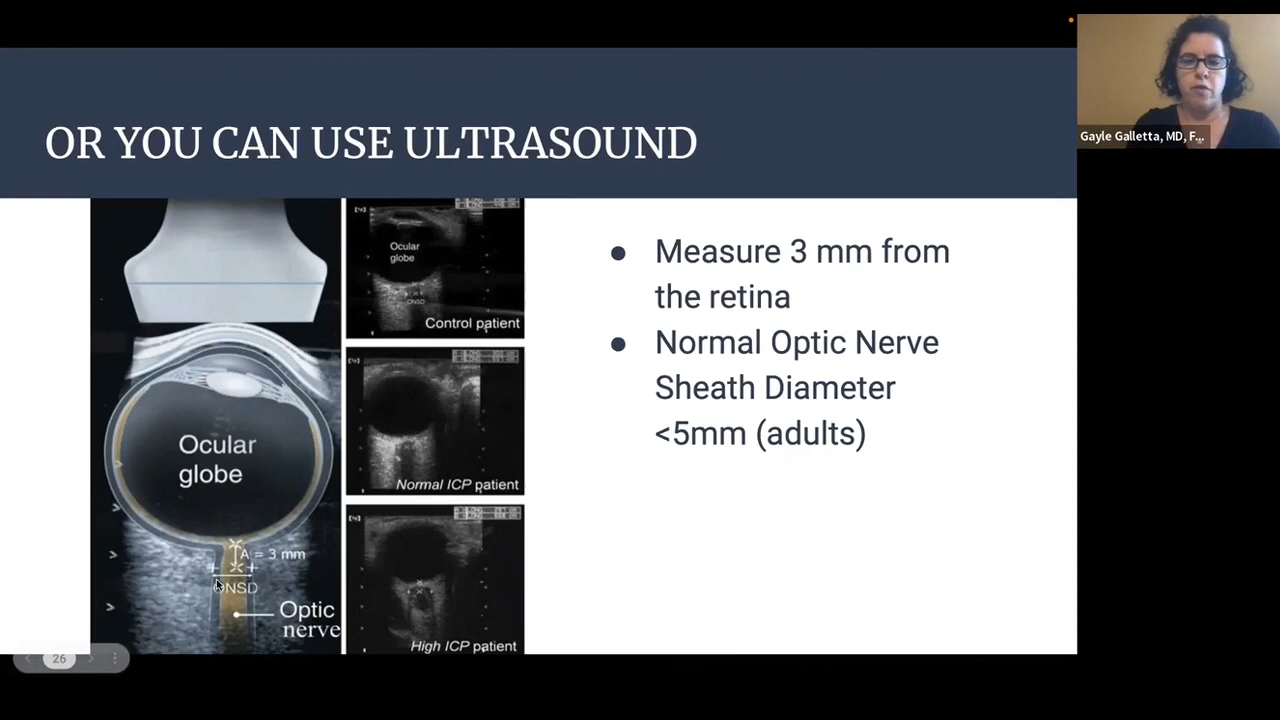 OR YOU CAN USE ULTRASOUND
Gayle Galletta, MD, F...
Ocular
globe
A = 3 mm
ONSD
Optic
nerve
Ocular
globe
ONSD
Control patient
Normal ICP patient
High ICP patient
● Measure 3 mm from
the retina
● Normal Optic Nerve
Sheath Diameter
<5mm (adults)
26